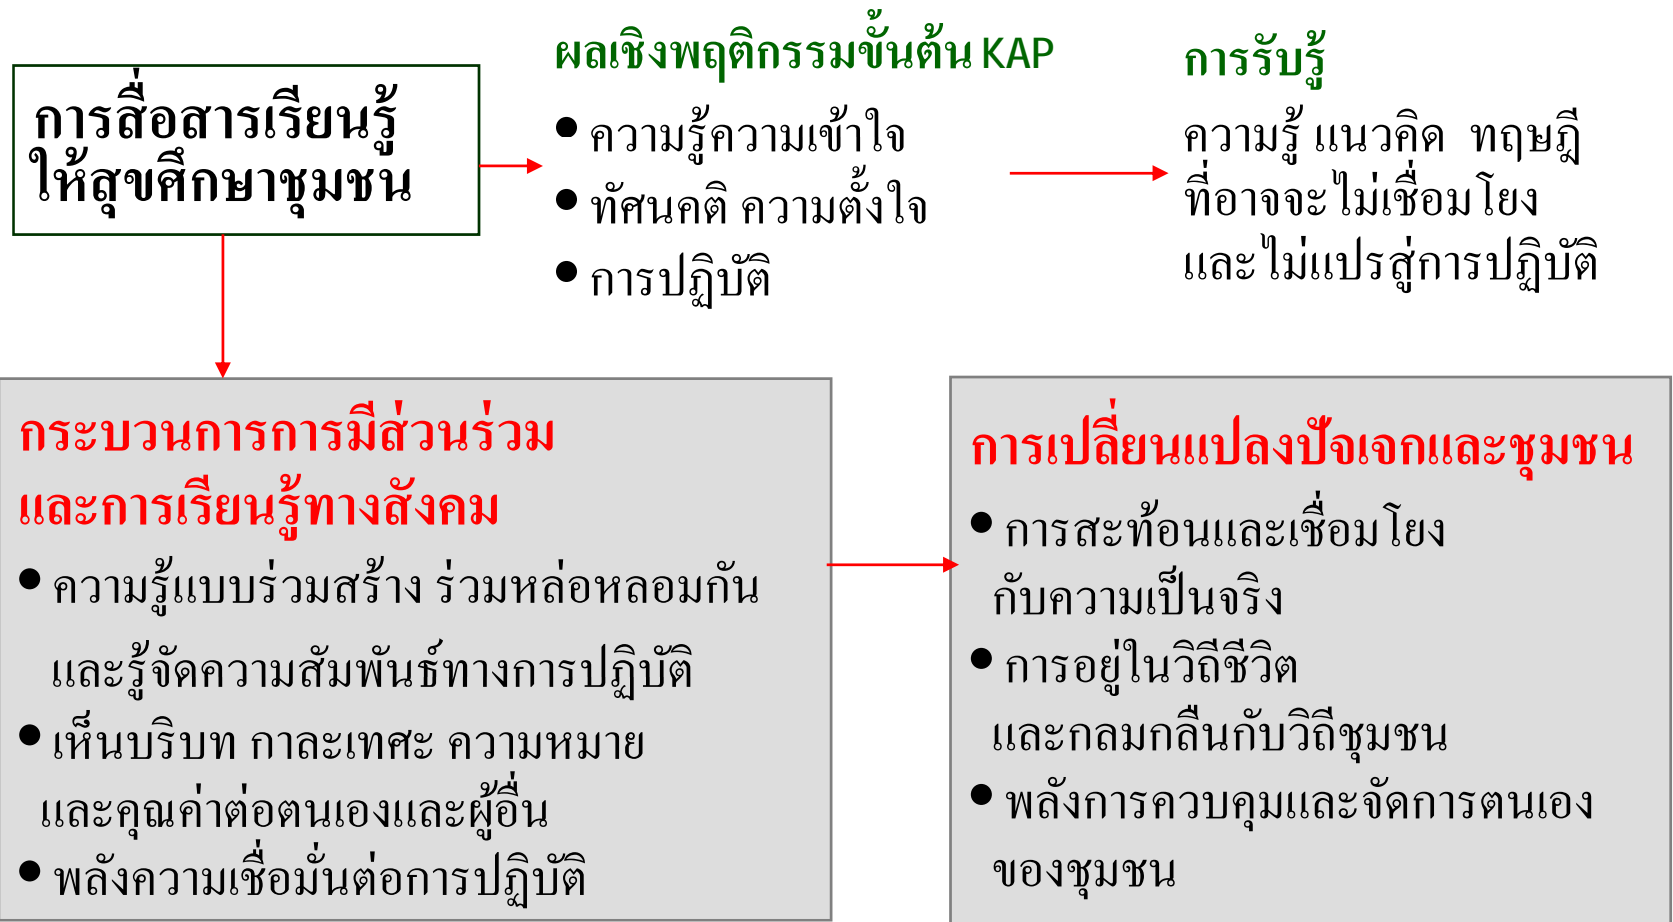 การสื่อสารเรียนรู้
ให้สุขศึกษาชุมชน
ผลเชิงพฤติกรรมขั้นต้น KAP
● ความรู้ความเข้าใจ
● ทัศนคติ ความตั้งใจ
● การปฏิบัติ
การรับรู้
ความรู้ แนวคิด ทฤษฎี
ที่อาจจะไม่เชื่อมโยง
และไม่แปรสู่การปฏิบัติ
กระบวนการการมีส่วนร่วม
และการเรียนรู้ทางสังคม
● ความรู้แบบร่วมสร้าง ร่วมหล่อหลอมกัน
และรู้จัดความสัมพันธ์ทางการปฏิบัติ
● เห็นบริบท กาละเทศะ ความหมาย
และคุณค่าต่อตนเองและผู้อื่น
● พลังความเชื่อมั่นต่อการปฏิบัติ
การเปลี่ยนแปลงปัจเจกและชุมชน
● การสะท้อนและเชื่อมโยง
กับความเป็นจริง
● การอยู่ในวิถีชีวิต
และกลมกลืนกับวิถีชุมชน
● พลังการควบคุมและจัดการตนเอง
ของชุมชน